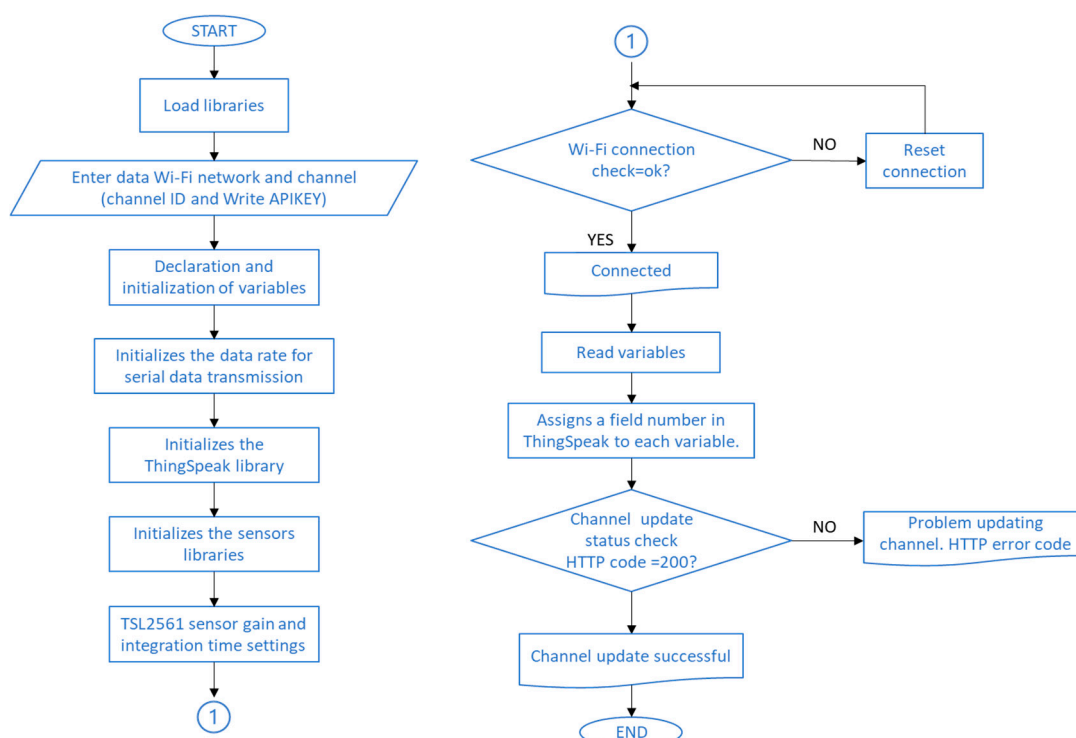 START
Load libraries
Enter data Wi-Fi network and channel
(channel ID and Write APIKEY)
Declaration and
initialization of variables
Initializes the data rate for
serial data transmission
Initializes the
ThingSpeak library
Initializes the sensors
libraries
TSL2561 sensor gain and
integration time settings
1
1
Wi-Fi connection
check=ok?
NO
Reset
connection
YES
Connected
Read variables
Assigns a field number in
ThingSpeak to each variable.
Channel update
status check
HTTP code =200?
NO
Problem updating
channel. HTTP error code
Channel update successful
END